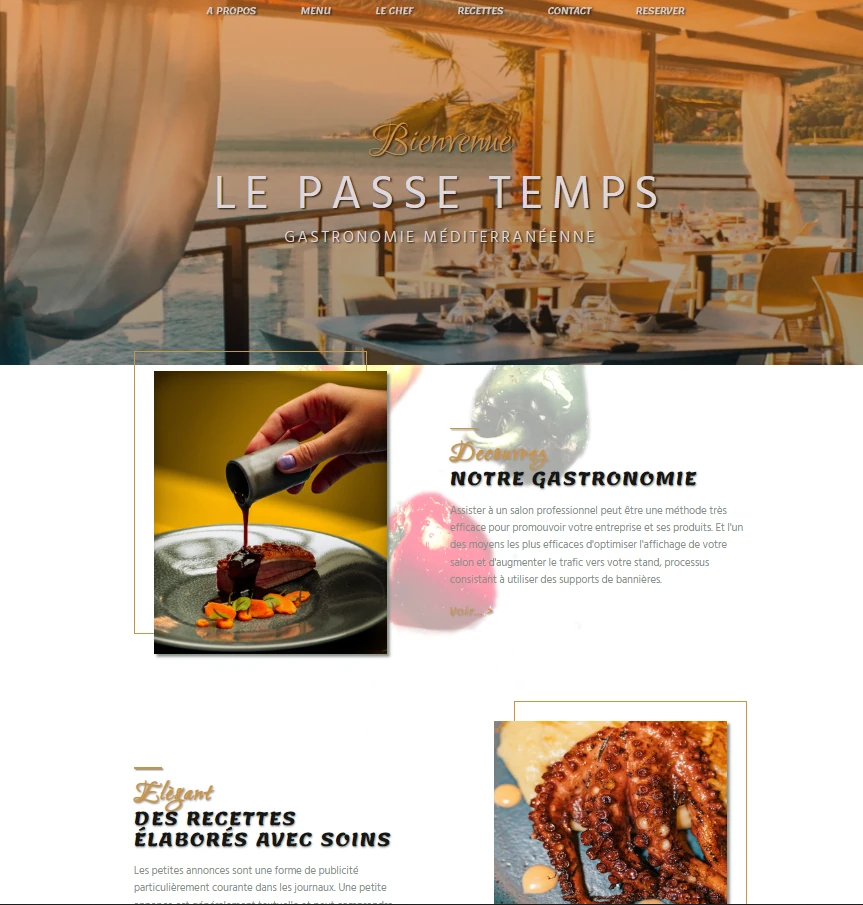 A PROPOS MENU LE CHEF RECETTES CONTACT RESERVER
Bienvenue
LE PASSE TEMPS
GASTRONOMIE MÉDITERRANÉENNE
Découvrez
NOTRE GASTRONOMIE
Assister à un salon professionnel peut être une méthode très
efficace pour promouvoir votre entreprise et ses produits. Et l'un
des moyens les plus efficaces d'optimiser l'affichage de votre
salon et d'augmenter le trafic vers votre stand, processus
consistant à utiliser des supports de bannières.
Voir... >
Elégant
DES RECETTES
ÉLABORÉS AVEC SOINS
Les petites annonces sont une forme de publicité
particulièrement courante dans les journaux. Une petite